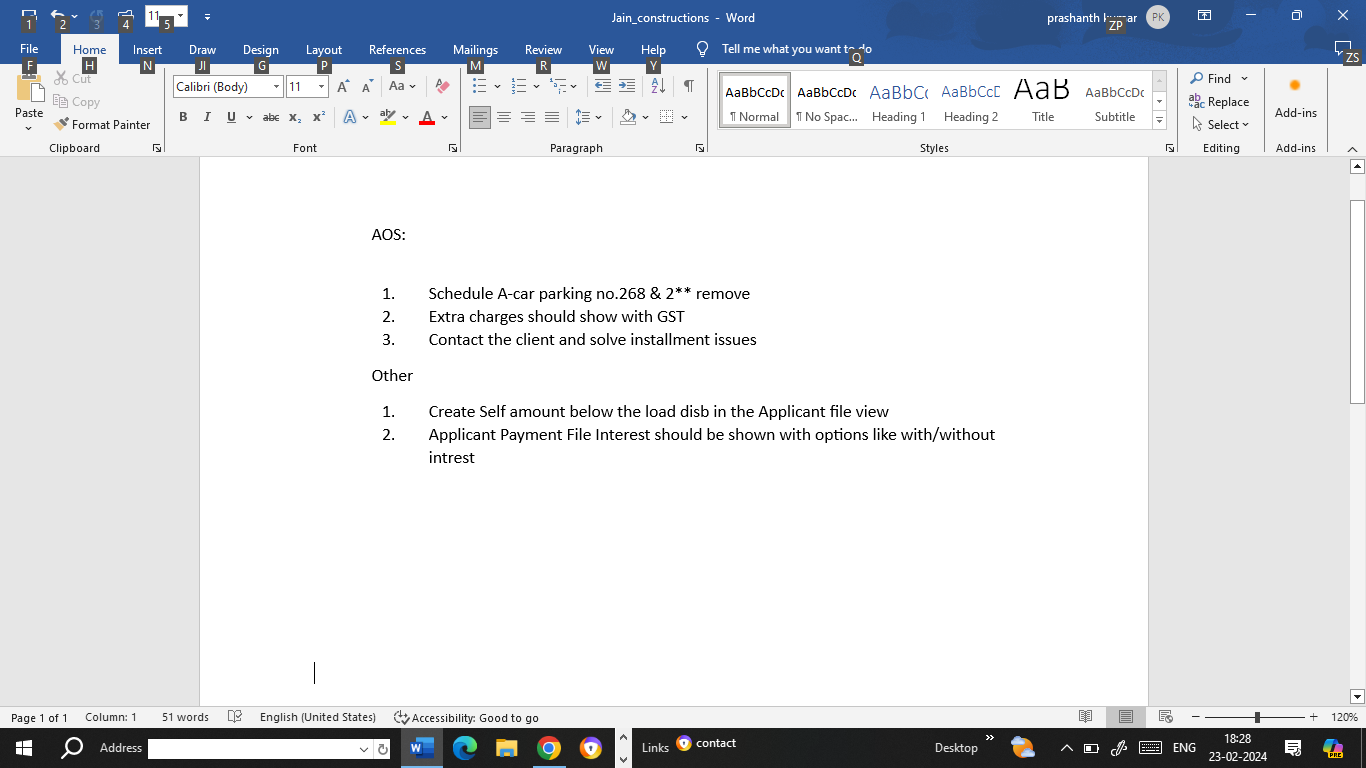 11
Jain_constructions - Word
prashanth kumar
PK
1 2 3 4 5 ZP
File Home Insert Draw Design Layout References Mailings Review View Help Tell me what you want to do
F H N JI G P S M R W Y Q ZS
Paste
Cut
Copy
Format Painter
Clipboard
Calibri (Body) 11
Font
Paragraph
AaBbCcDc AaBbCcDc AaBbCc AaBbCcD AaB AaBbCcDc
¶ Normal ¶ No Spac... Heading 1 Heading 2 Title Subtitle
Styles
Find
Replace
Select
Editing
Add-ins
Add-ins
AOS:
1. Schedule A-car parking no.268 & 2** remove
2. Extra charges should show with GST
3. Contact the client and solve installment issues
Other
1. Create Self amount below the load disb in the Applicant file view
2. Applicant Payment File Interest should be shown with options like with/without
intrest
Page 1 of 1 Column: 1 51 words English (United States) Accessibility: Good to go 120%
Address Links contact Desktop ENG 18:28
23-02-2024
PRE